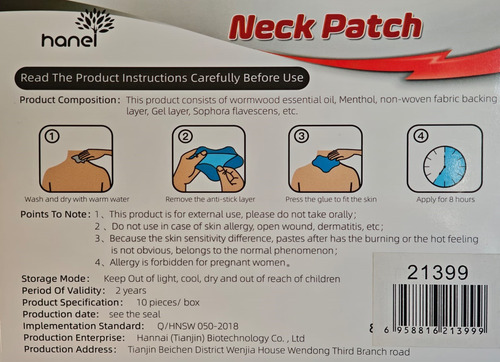 hanel
Neck Patch
Read The Product Instructions Carefully Before Use
Product Composition: This product consists of wormwood essential oil, Menthol, non-woven fabric backing
layer, Gel layer, Sophora flavescens, etc.
1
2
3
4
Wash and dry with warm water
Remove the anti-stick layer
Press the glue to fit the skin
Apply for 8 hours
Points To Note: 1、This product is for external use, please do not take orally;
2、Do not use in case of skin allergy, open wound, dermatitis, etc;
3、Because the skin sensitivity difference, pastes after has the burning or the hot feeling
is not obvious, belongs to the normal phenomenon;
4、Allergy is forbidden for pregnant women。
Storage Mode: Keep Out of light, cool, dry and out of reach of children
Period Of Validity: 2 years
Product Specification: 10 pieces/ box
Production date: see the seal
Implementation Standard: Q/HNSW 050-2018
Production Enterprise: Hannai (Tianjin) Biotechnology Co. , Ltd
Production Address: Tianjin Beichen District Wenjia House Wendong Third Branch road
21399
6 958816 213999